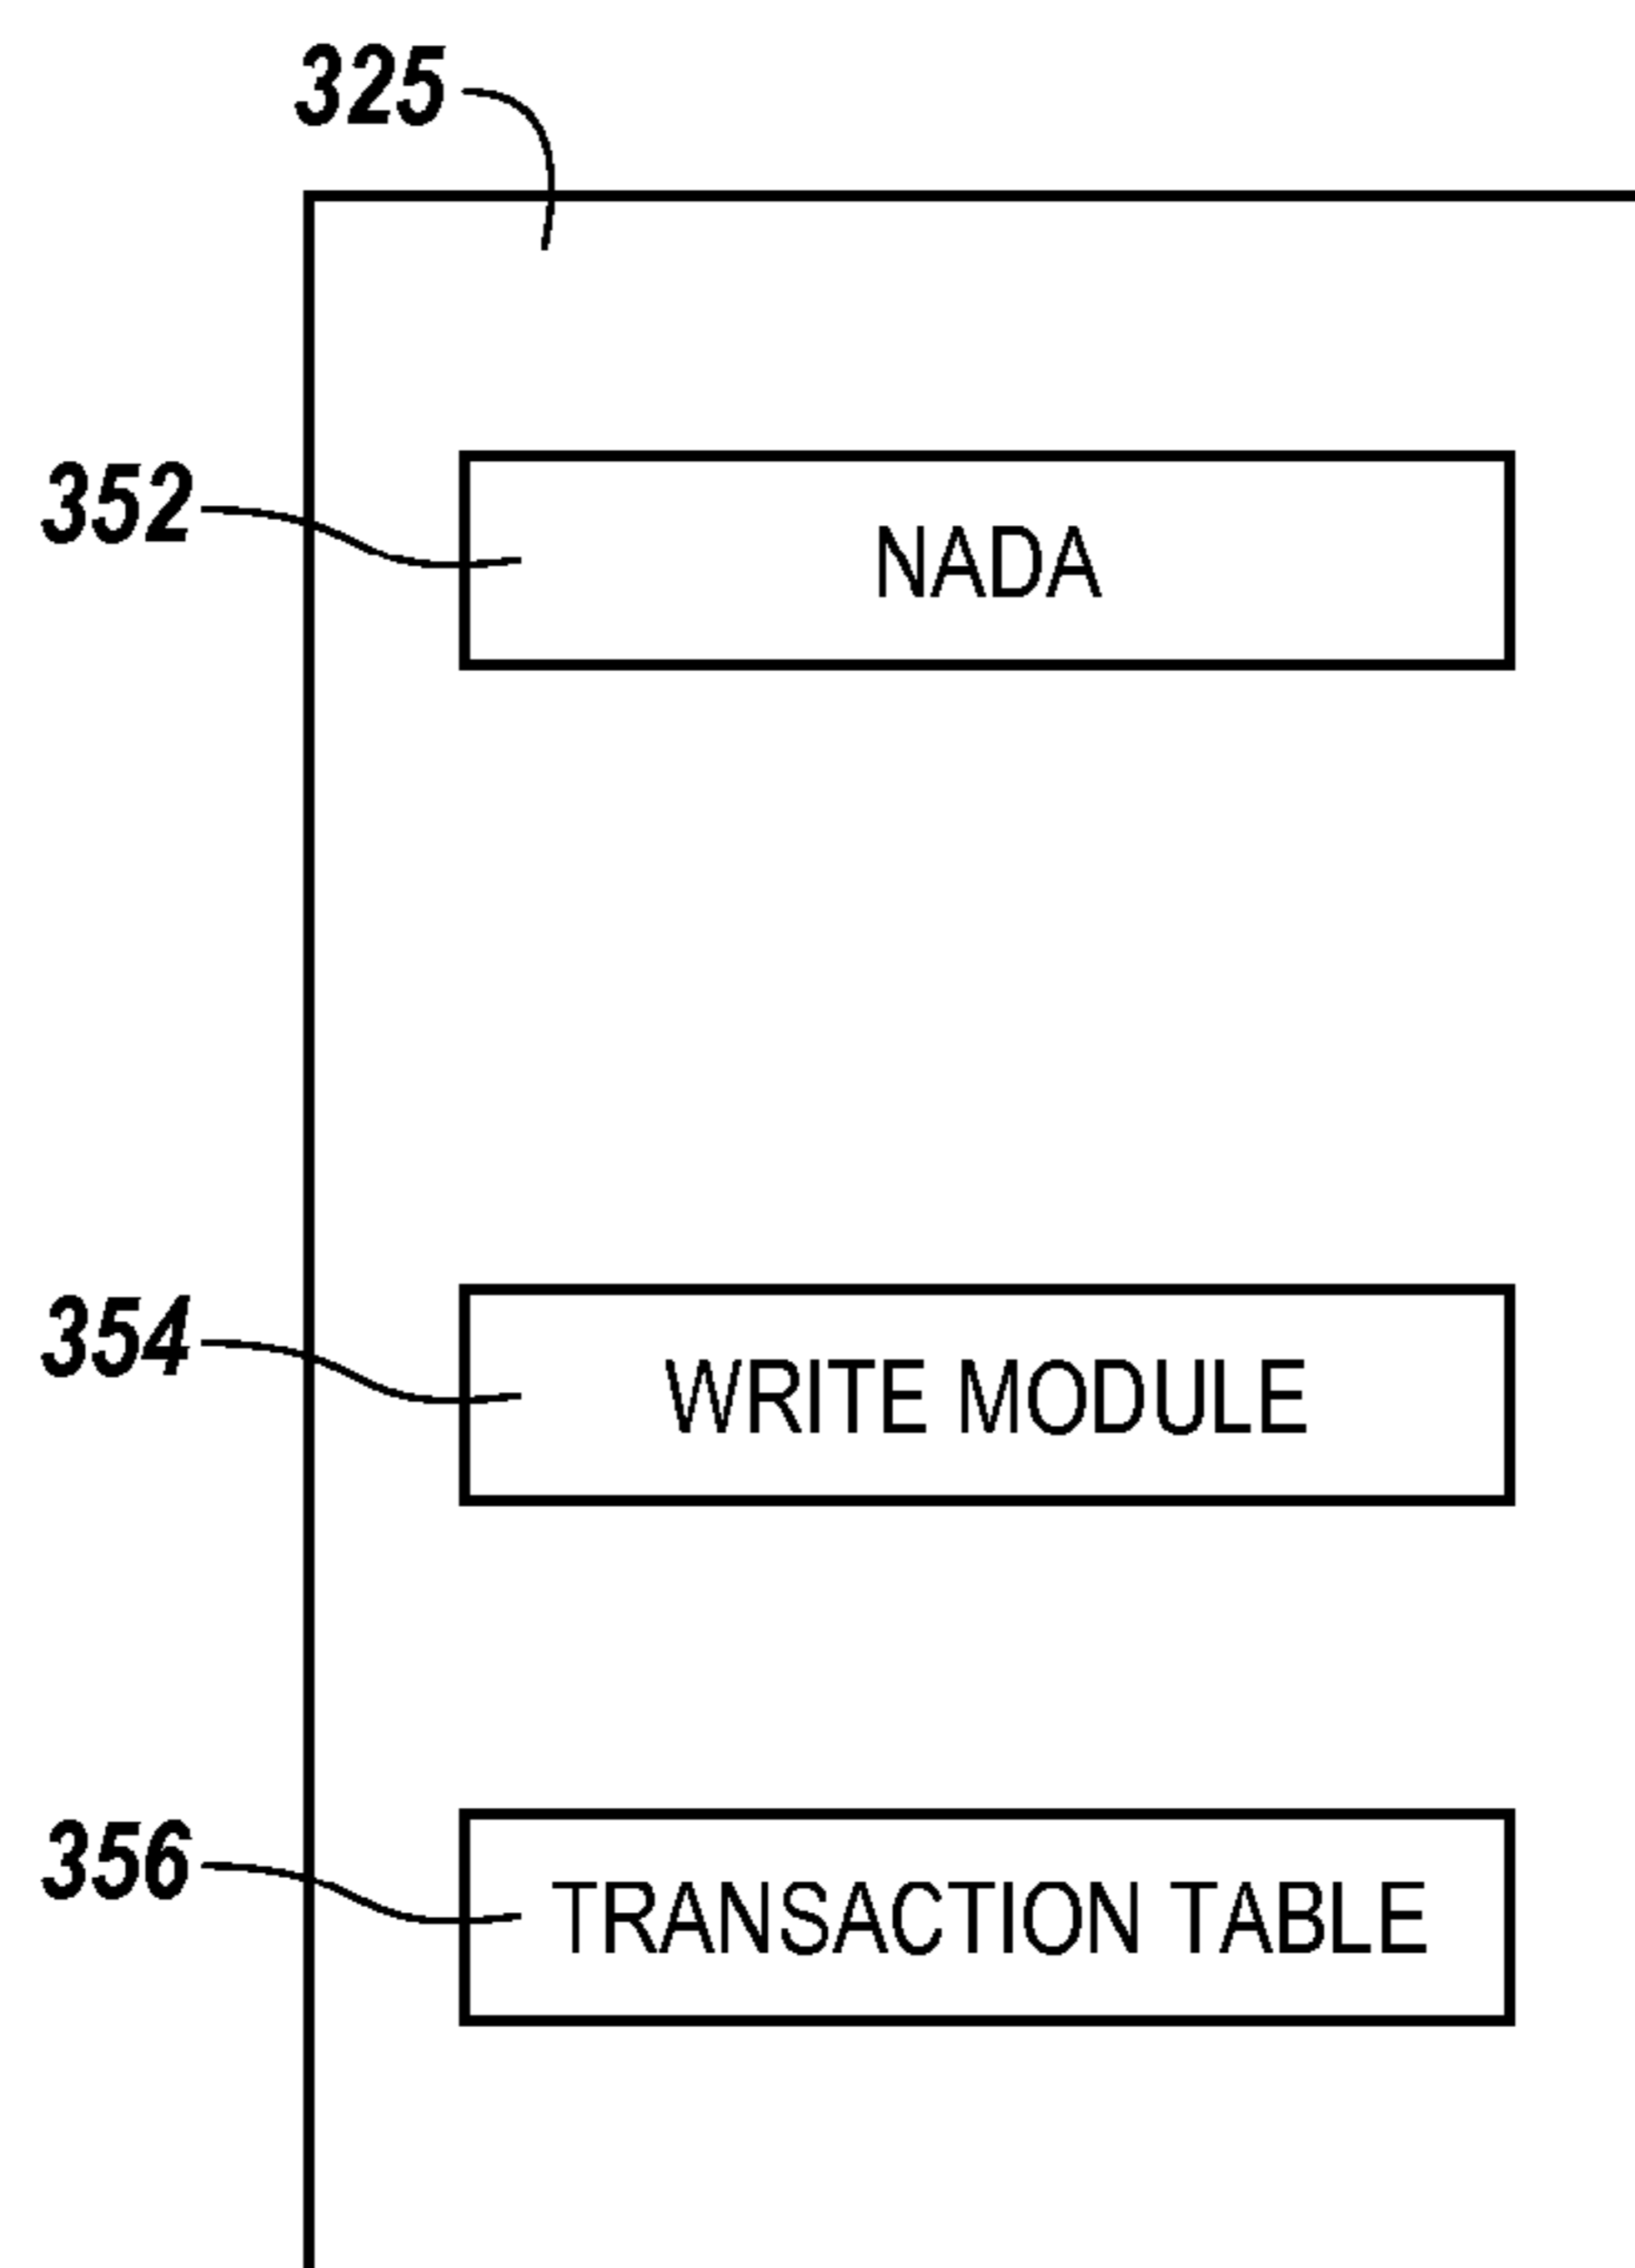 325
352
NADA
354
WRITE MODULE
356
TRANSACTION TABLE